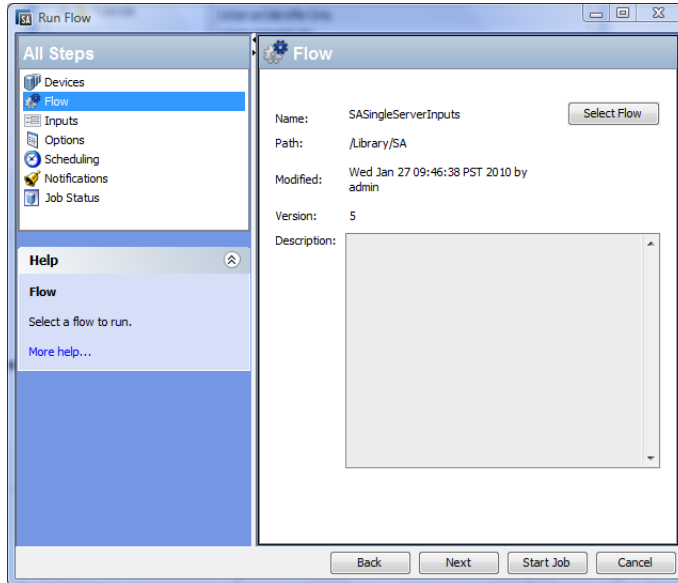 SA Run Flow
All Steps
Devices
Flow
Inputs
Options
Scheduling
Notifications
Job Status
Help
Flow
Select a flow to run.
More help...
Flow
Name: SASingleServerInputs Select Flow
Path: /Library/SA
Modified: Wed Jan 27 09:46:38 PST 2010 by
admin
Version: 5
Description:
Back Next Start Job Cancel